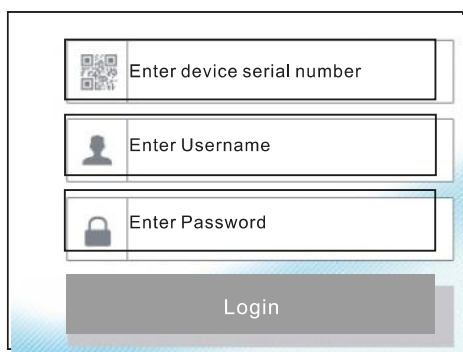 Enter device serial number
Enter Username
Enter Password
Login